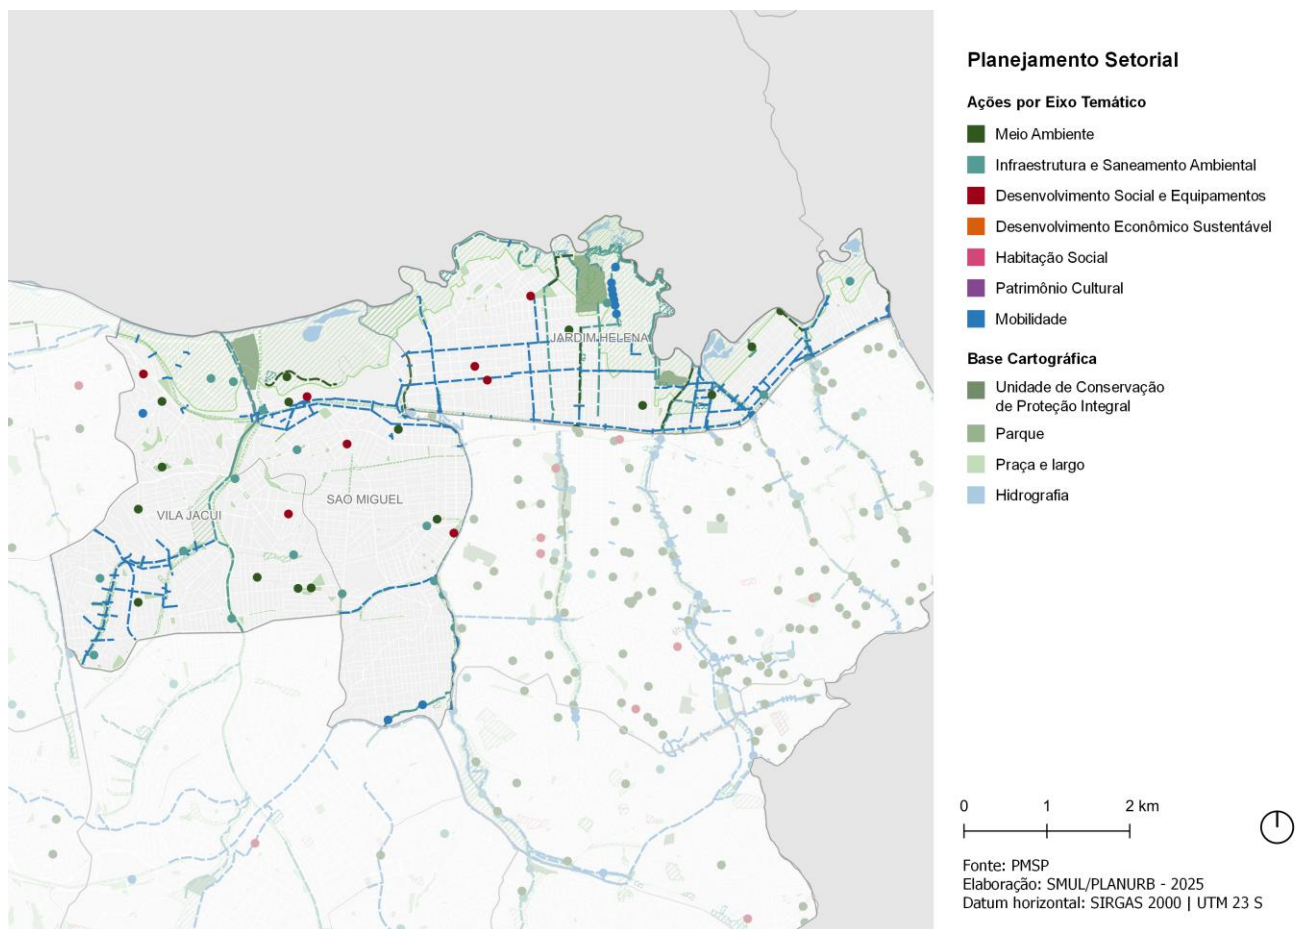 Planejamento Setorial
Ações por Eixo Temático
Meio Ambiente
Infraestrutura e Saneamento Ambiental
Desenvolvimento Social e Equipamentos
Desenvolvimento Econômico Sustentável
Habitação Social
Patrimônio Cultural
Mobilidade
Base Cartográfica
Unidade de Conservação
de Proteção Integral
Parque
Praça e largo
Hidrografia
JARDIM HELENA
SAO MIGUEL
VILA JACUI
0 1 2 km
Fonte: PMSP
Elaboração: SMUL/PLANURB - 2025
Datum horizontal: SIRGAS 2000 | UTM 23 S